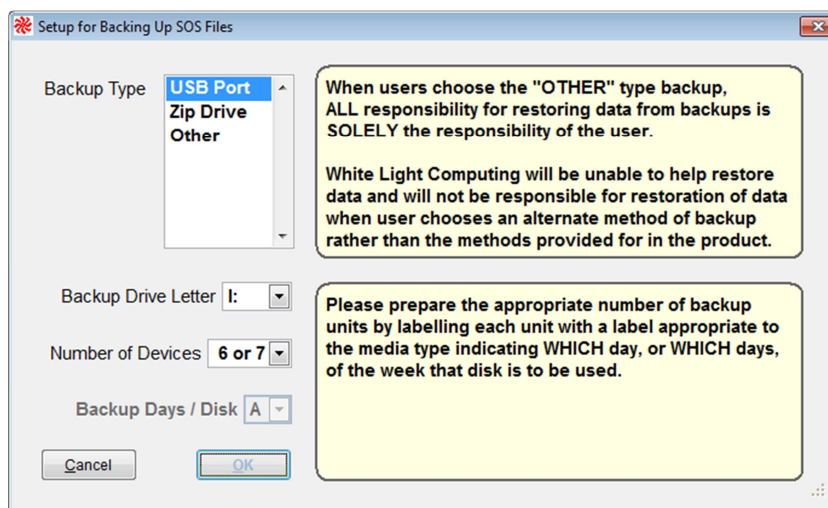 Setup for Backing Up SOS Files
Backup Type
USB Port
Zip Drive
Other
When users choose the "OTHER" type backup,
ALL responsibility for restoring data from backups is
SOLELY the responsibility of the user.
White Light Computing will be unable to help restore
data and will not be responsible for restoration of data
when user chooses an alternate method of backup
rather than the methods provided for in the product.
Backup Drive Letter I:
Number of Devices 6 or 7
Backup Days / Disk A
Please prepare the appropriate number of backup
units by labelling each unit with a label appropriate to
the media type indicating WHICH day, or WHICH days,
of the week that disk is to be used.
Cancel OK